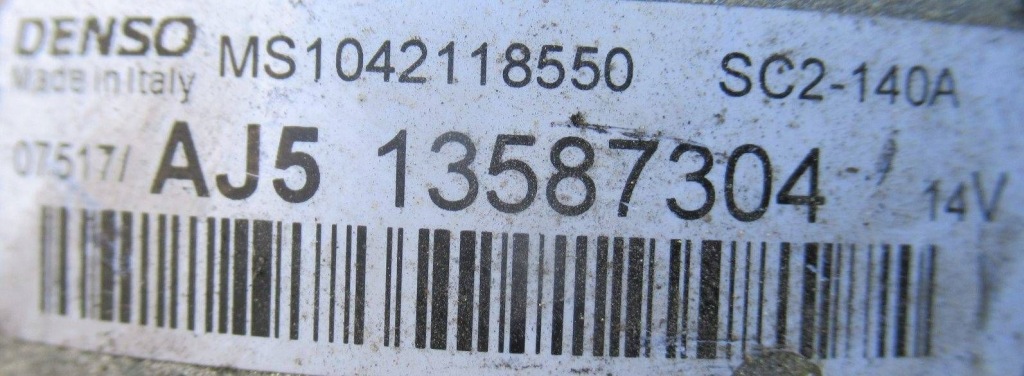 DENSO MS1042118550 SC2-140A
Made in Italy
07517/ AJ5 13587304 14V